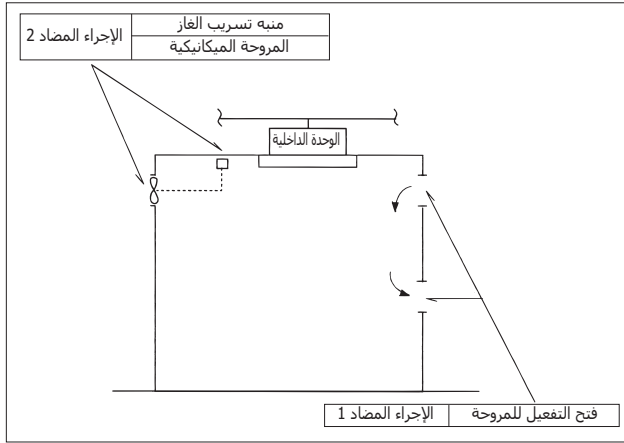 الإجراء المضاد 2
منبه تسريب الغاز
المروحة الميكانيكية
الوحدة الداخلية
فتح التفعيل للمروحة
الإجراء المضاد 1